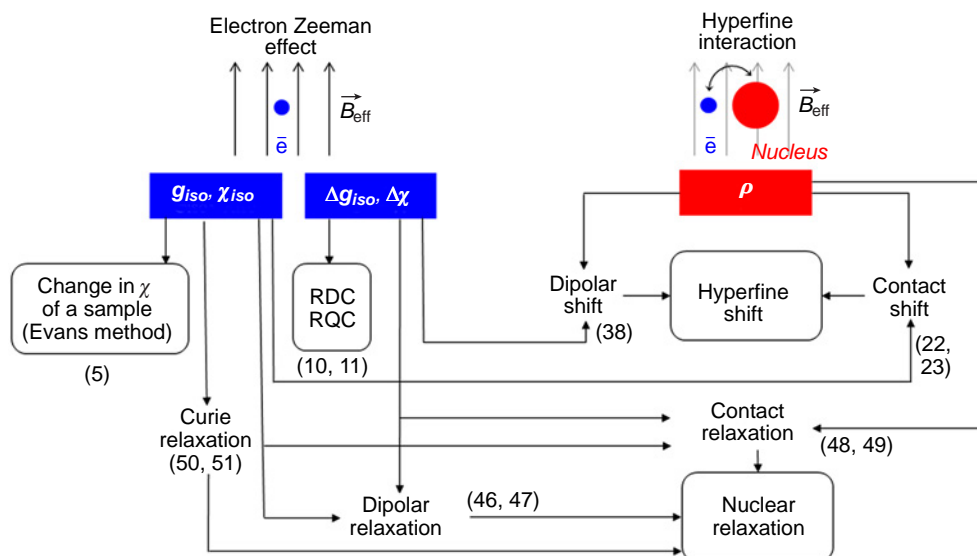 Electron Zeeman
effect
Hyperfine
interaction
B⃗eff
B⃗eff
ē
ē
Nucleus
giso, χiso
Δgiso, Δχ
ρ
Change in χ
of a sample
(Evans method)
(5)
RDC
RQC
(10, 11)
Dipolar
shift
(38)
Hyperfine
shift
Contact
shift
(22,
23)
Curie
relaxation
(50, 51)
Contact
relaxation
(48, 49)
Dipolar
relaxation
(46, 47)
Nuclear
relaxation